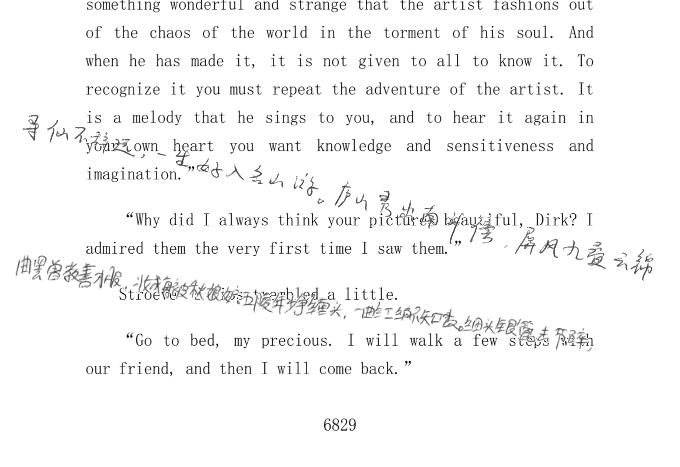 something wonderful and strange that the artist fashions out
of the chaos of the world in the torment of his soul. And
when he has made it, it is not given to all to know it. To
recognize it you must repeat the adventure of the artist. It
is a melody that he sings to you, and to hear it again in
your own heart you want knowledge and sensitiveness and
imagination.”
寻仙不辞远，一生好入名山游。庐山秀出南斗傍，屏风九叠云锦
“Why did I always think your pictures beautiful, Dirk? I
admired them the very first time I saw them.”
曲罢曾教善才服，妆成每被秋娘妒。五陵年少争缠头，一曲红绡不知数。钿头银篦击节碎，
Stroeve’s lips trembled a little.
“Go to bed, my precious. I will walk a few steps with
our friend, and then I will come back.”
6829